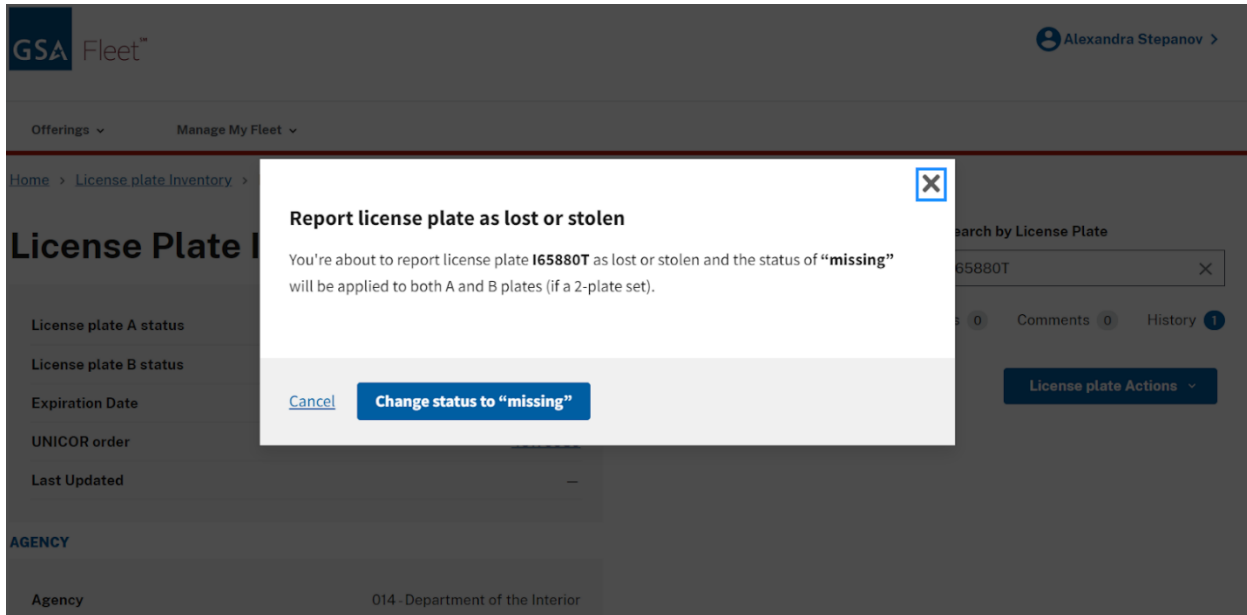 GSA Fleet℠
Alexandra Stepanov
Offerings
Manage My Fleet
Home > License plate Inventory >
Report license plate as lost or stolen
You're about to report license plate I65880T as lost or stolen and the status of “missing”
will be applied to both A and B plates (if a 2-plate set).
Cancel
Change status to “missing”
License Plate
earch by License Plate
65880T
License plate A status
s 0
Comments 0
History 1
License plate B status
License plate Actions
Expiration Date
UNICOR order
Last Updated
—
AGENCY
Agency
014 - Department of the Interior